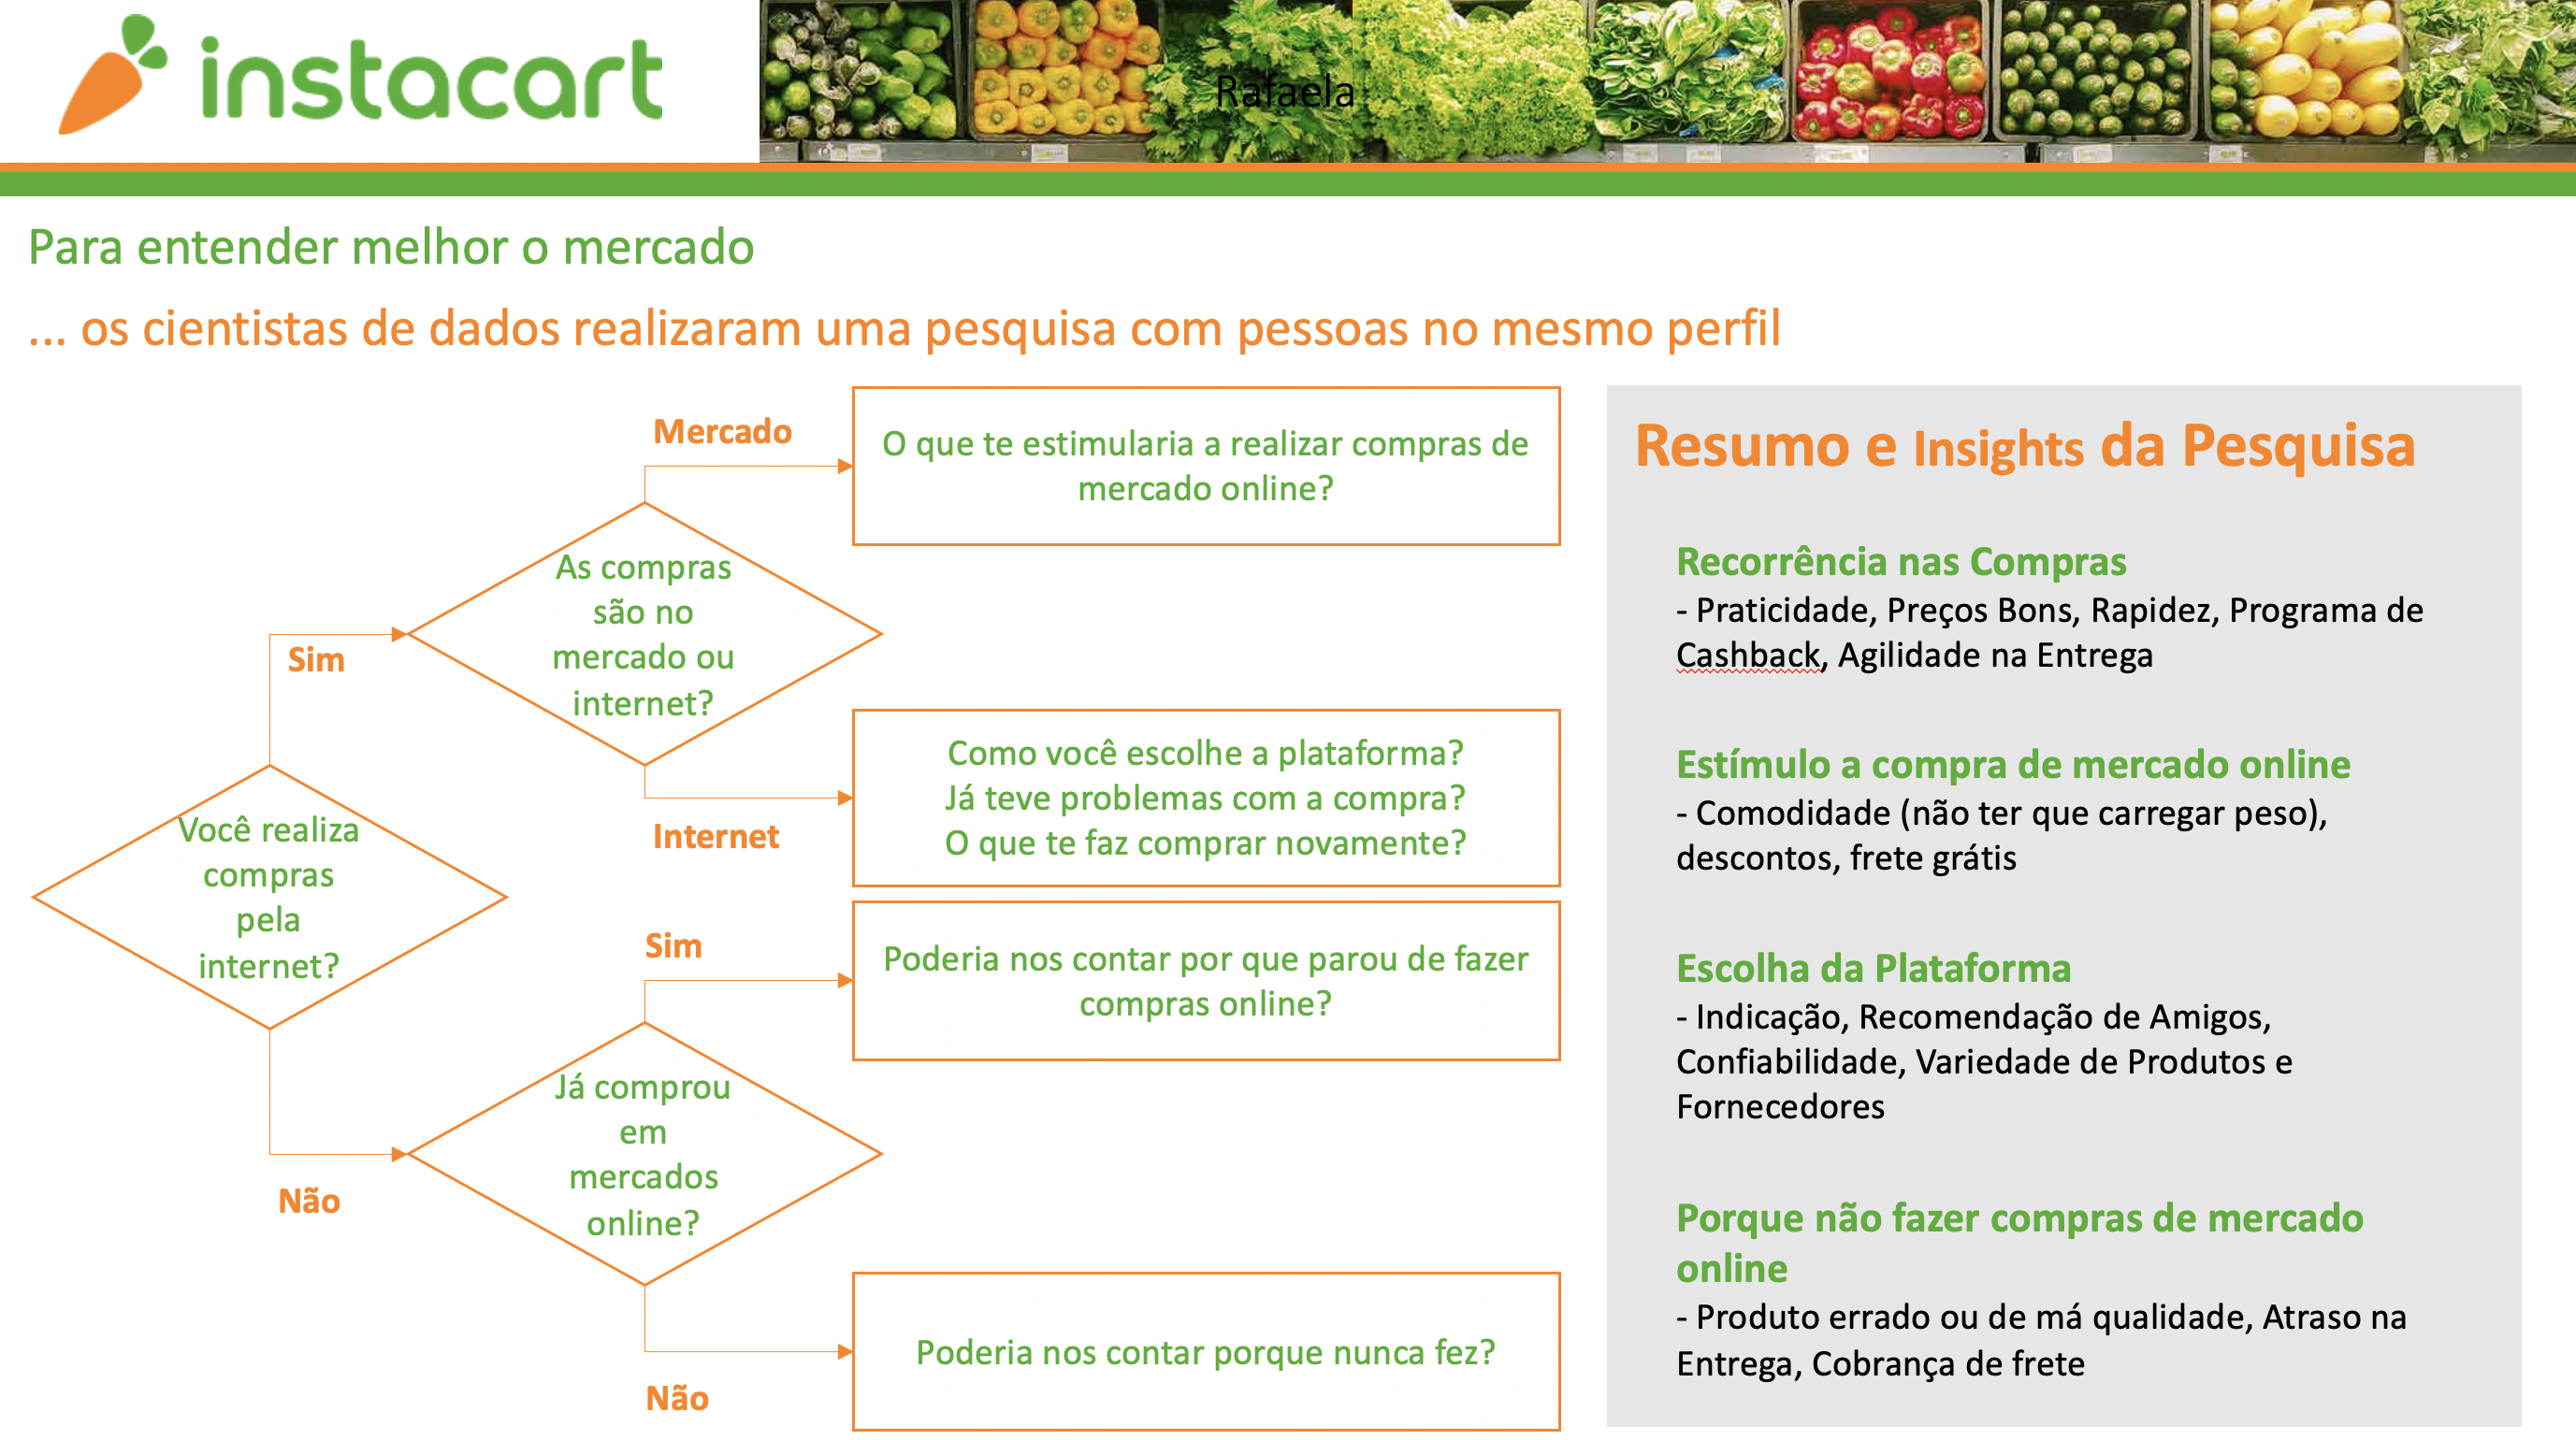 instacart
Rafaela
Para entender melhor o mercado
... os cientistas de dados realizaram uma pesquisa com pessoas no mesmo perfil
Você realiza
compras
pela
internet?
Sim
Não
As compras
são no
mercado ou
internet?
Mercado
Internet
O que te estimularia a realizar compras de
mercado online?
Como você escolhe a plataforma?
Já teve problemas com a compra?
O que te faz comprar novamente?
Já comprou
em
mercados
online?
Sim
Não
Poderia nos contar por que parou de fazer
compras online?
Poderia nos contar porque nunca fez?
Resumo e Insights da Pesquisa
Recorrência nas Compras
- Praticidade, Preços Bons, Rapidez, Programa de
Cashback, Agilidade na Entrega
Estímulo a compra de mercado online
- Comodidade (não ter que carregar peso),
descontos, frete grátis
Escolha da Plataforma
- Indicação, Recomendação de Amigos,
Confiabilidade, Variedade de Produtos e
Fornecedores
Porque não fazer compras de mercado
online
- Produto errado ou de má qualidade, Atraso na
Entrega, Cobrança de frete